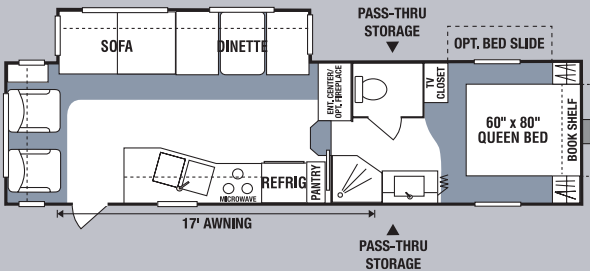 PASS-THRU
STORAGE
OPT. BED SLIDE
SOFA
DINETTE
ENT. CENTER/
OPT. FIREPLACE
TV
CLOSET
60" x 80"
QUEEN BED
BOOK SHELF
REFRIG
PANTRY
MICROWAVE
17' AWNING
PASS-THRU
STORAGE